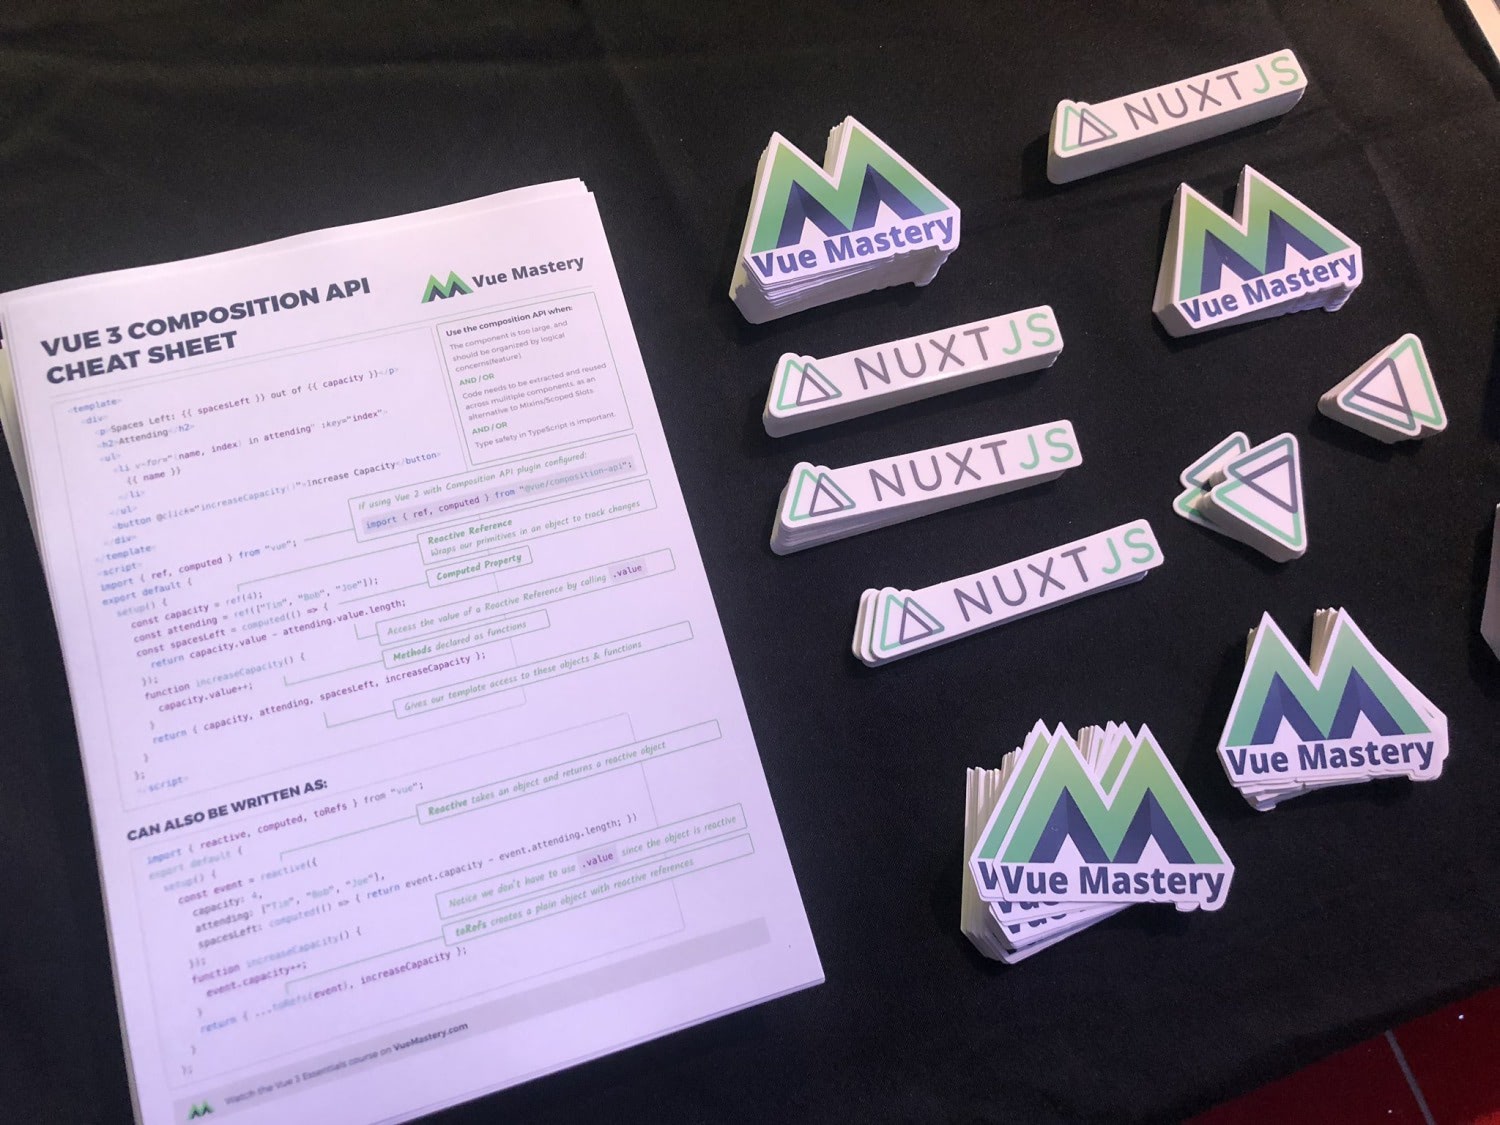 VUE 3 COMPOSITION API
CHEAT SHEET
Vue Mastery
Use the composition API when:
The component is too large, and
should be organized by logical
concerns(feature).
AND / OR
Code needs to be extracted and reused
across mulitiple components, as an
alternative to Mixins/Scoped Slots
AND / OR
Type safety in TypeScript is important.
<template>
<div>
<p>Spaces Left: {{ spacesLeft }} out of {{ capacity }}</p>
<h2>Attending</h2>
<ul>
<li v-for="(name, index) in attending" :key="index">
{{ name }}
</li>
</ul>
<button @click="increaseCapacity()">Increase Capacity</button>
</div>
</template>
<script>
import { ref, computed } from "vue";
export default {
setup() {
const capacity = ref(4);
const attending = ref(["Tim", "Bob", "Joe"]);
const spacesLeft = computed(() => {
return capacity.value - attending.value.length;
});
function increaseCapacity() {
capacity.value++;
}
return { capacity, attending, spacesLeft, increaseCapacity };
}
};
</script>
If using Vue 2 with Composition API plugin configured:
import { ref, computed } from "@vue/composition-api";
Reactive Reference
Wraps our primitives in an object to track changes
Computed Property
Access the value of a Reactive Reference by calling .value
Methods declared as functions
Gives our template access to these objects & functions
CAN ALSO BE WRITTEN AS:
import { reactive, computed, toRefs } from "vue";
export default {
setup() {
const event = reactive({
capacity: 4,
attending: ["Tim", "Bob", "Joe"],
spacesLeft: computed(() => { return event.capacity - event.attending.length; })
});
function increaseCapacity() {
event.capacity++;
}
return { ...toRefs(event), increaseCapacity };
}
};
Reactive takes an object and returns a reactive object
Notice we don't have to use .value since the object is reactive
toRefs creates a plain object with reactive references
Watch the Vue 3 Essentials course on VueMastery.com
NUXTJS
Vue Mastery
Vue Mastery
NUXTJS
NUXTJS
NUXTJS
Vue Mastery
Vue Mastery